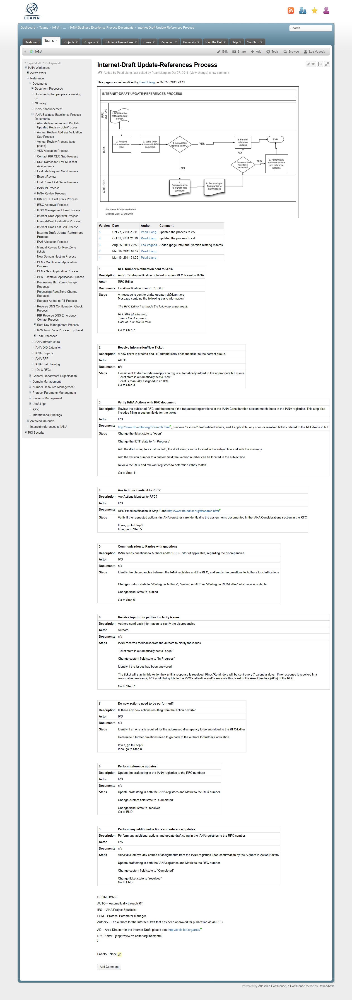 ICANN
Dashboard › Teams › IANA › … › IANA Business Excellence Process Documents › Internet-Draft Update-References Process
Search
Dashboard
Teams
Projects
Program
Policies & Procedures
Forms
Reporting
University
Ring the Bell
Help
Sandbox
IANA
Edit
Share
Add
Tools
Browse
Leo Vegoda
Expand all
Collapse all
IANA Workspace
Active Work
Reference
Documents
Document Processes
Documents that people are working
on
Glossary
IANA Announcement
IANA Business Excellence Process
Documents
Allocate Resources and Publish
Updated Registry Sub-Process
Annual Review Address Validation
Sub-Process
Annual Review Process (test
phase)
ASN Allocation Process
Contact RIR CEO Sub-Process
DNS Names for IPv4 Multicast
Assignments
Evaluate Request Sub-Process
Expert Review
First Come First Serve Process
IANA-IN Process
IANA Review Process
IDN ccTLD Fast Track Process
IESG Approval Process
IESG Management Item Process
Internet-Draft Approval Process
Internet-Draft Evaluation Process
Internet-Draft Last Call Process
Internet-Draft Update-References
Process
IPv6 Allocation Process
Manual Review for Root Zone
tickets
New Domain Hosting Process
PEN - Modification Application
Process
PEN - New Application Process
PEN - Removal Application Process
Processing .INT Zone Change
Requests
Processing Root Zone Change
Requests
Request Added to RT Process
Reverse DNS Configuration Check
Process
RIR Reverse DNS Emergency
Contact Process
Root Key Management Process
RZM Root Zone Process Top Level
Trial Processes
IANA Infrastructure
IANA OID Extension
IANA Projects
IANA RFP
IANA Staff Training
I-Ds & RFCs
General Department Organisation
Domain Management
Number Resource Management
Protocol Parameter Management
Systems Management
Useful tips
RPKI
Informational Briefings
Archived Materials
Interweb references to IANA
PKI Security
Internet-Draft Update-References Process
5 Added by Pearl Liang, last edited by Pearl Liang on Oct 27, 2011 (view change) show comment
This page was last modified by Pearl Liang on Oct 27, 2011 23:11
INTERNET-DRAFT-UPDATE-REFERENCES PROCESS
RFC-
EDITOR
1. RFC Number
notification sent
to IANA
IANA
2. Receive
information/new
ticket
3. Verify IANA
Actions with RFC
document
4. Are Actions
identical to RFC?
YES
8. Perform
reference
updates
END
NO
NO
7. Do new actions
need to be
performed?
YES
9. Perform any
additional actions
and reference
updates
AUTHORS
5.
Communication
to Parties with
quesitons
6. Receive input
from parties to
clarify issues
File Name: I-D-Update-Ref-v5
Modified Date: 27 Oct 2011
Version Date Author Comment
5 Oct 27, 2011 23:11 Pearl Liang updated the process to v.5
4 Oct 07, 2011 21:19 Pearl Liang updated the process to v.4
3 Aug 25, 2011 20:53 Leo Vegoda Added {page-info} and {version-history} macros
2 Mar 16, 2011 16:52 Pearl Liang
1 Mar 10, 2011 21:20 Pearl Liang
1 RFC Number Notification sent to IANA
Description An RFC-to-be notification or Intent to a new RFC is sent to IANA
Actor RFC-Editor
Documents Email notification from RFC Editor
Steps A message is sent to drafts-update-ref@icann.org
Message contains the following basic information:
The RFC Editor has made the following assignment:
RFC ### (draft-string)
Title of the document
Date of Pub: Month Year
Go to Step 2
2 Receive Information/New Ticket
Description A new ticket is created and RT automatically adds the ticket to the correct queue
Actor AUTO
Documents n/a
Steps E-mail sent to drafts-update-ref@icann.org is automatically added to the appropriate RT queue
Ticket state is automatically set to "new"
Ticket is manually assigned to an IPS
Go to Step 3
3 Verify IANA Actions with RFC document
Description Review the published RFC and determine if the requested registrations in the IANA Consideration section match those in the IANA registries. This step also
includes filling in custom fields for the ticket.
Actor IPS
Documents http://www.rfc-editor.org/rfcsearch.html, previous 'resolved' draft related tickets, and if applicable, any open or resolved tickets related to the RFC-to-be in RT
Steps Change the ticket state to "open"
Change the IETF state to "In Progress"
Add the draft string to a custom field; the draft string can be located in the subject line and with the message
Add the version number to a custom field; the version number can be located in the subject line
Review the RFC and relevant registries to determine if they match.
Go to Step 4
4 Are Actions identical to RFC?
Description Are Actions identical to RFC?
Actor IPS
Documents RFC Email notification in Step 1 and http://www.rfc-editor.org/rfcsearch.html
Steps Verify if the requested actions (in IANA registries) are identical to the assignments documented in the IANA Considerations section in the RFC
If yes, go to Step 9
If no, go to Step 5
5 Communication to Parties with questions
Description IANA sends questions to Authors and/or RFC-Editor (if applicable) regarding the discrepancies
Actor IPS
Documents n/a
Steps Identify the discrepancies between the IANA registries and the RFC, and sends the questions to Authors for clarifications
Change custom state to "Waiting on Authors", "waiting on AD", or "Waiting on RFC-Editor" whichever is suitable
Change ticket state to "stalled"
Go to Step 6
6 Receive input from parties to clarify issues
Description Authors send back information to clarify the discrepancies
Actor Authors
Documents n/a
Steps IANA receives feedbacks from the authors to clarify the issues
Ticket state is automatically set to "open"
Change custom field state to "In Progress"
Identify if the issues has been answered
The ticket will stay in this Action box until a response is received. Pings/Reminders will be sent every 7 calendar days. If no response is received in a
reasonable timeframe, IPS would bring this to the PPM's attention and/or escalate this ticket to the Area Directors (ADs) of the RFC.
Go to Step 7
7 Do new actions need to be performed?
Description Is there any new actions resulting from the Action box #6?
Actor IPS
Documents n/a
Steps Identify if an errata is required for the addressed discrepancy to be submitted to the RFC-Editor
Determine if further questions need to go back to the authors for further clarification
If yes, go to Step 9
If no, go to Step 8
8 Perform reference updates
Description Update the draft string in the IANA registries to the RFC numbers
Actor IPS
Documents n/a
Steps Update draft string in both the IANA registries and Matrix to the RFC number
Change custom field state to "Completed"
Change ticket state to "resolved"
Go to END
9 Perform any additional actions and reference updates
Description Perform any additional actions and update draft string in the IANA registries to the RFC number
Actor IPS
Documents n/a
Steps Add/Edit/Remove any entries of assignments from the IANA registries upon confirmation by the Authors in Action Box #6
Update draft string in both the IANA registries and Matrix to the RFC number
Change custom field state to "Completed"
Change ticket state to "resolved"
Go to END
DEFINITIONS
AUTO – Automatically through RT
IPS – IANA Project Specialist
PPM – Protocol Parameter Manager
Authors – The authors for the Internet-Draft that has been approved for publication as an RFC
AD – Area Director for the Internet Draft, please see: http://tools.ietf.org/area/
RFC-Editor - [http://www.rfc-editor.org/index.html
]
Labels: None
Add Comment
Powered by Atlassian Confluence, a Confluence theme by RefinedWiki